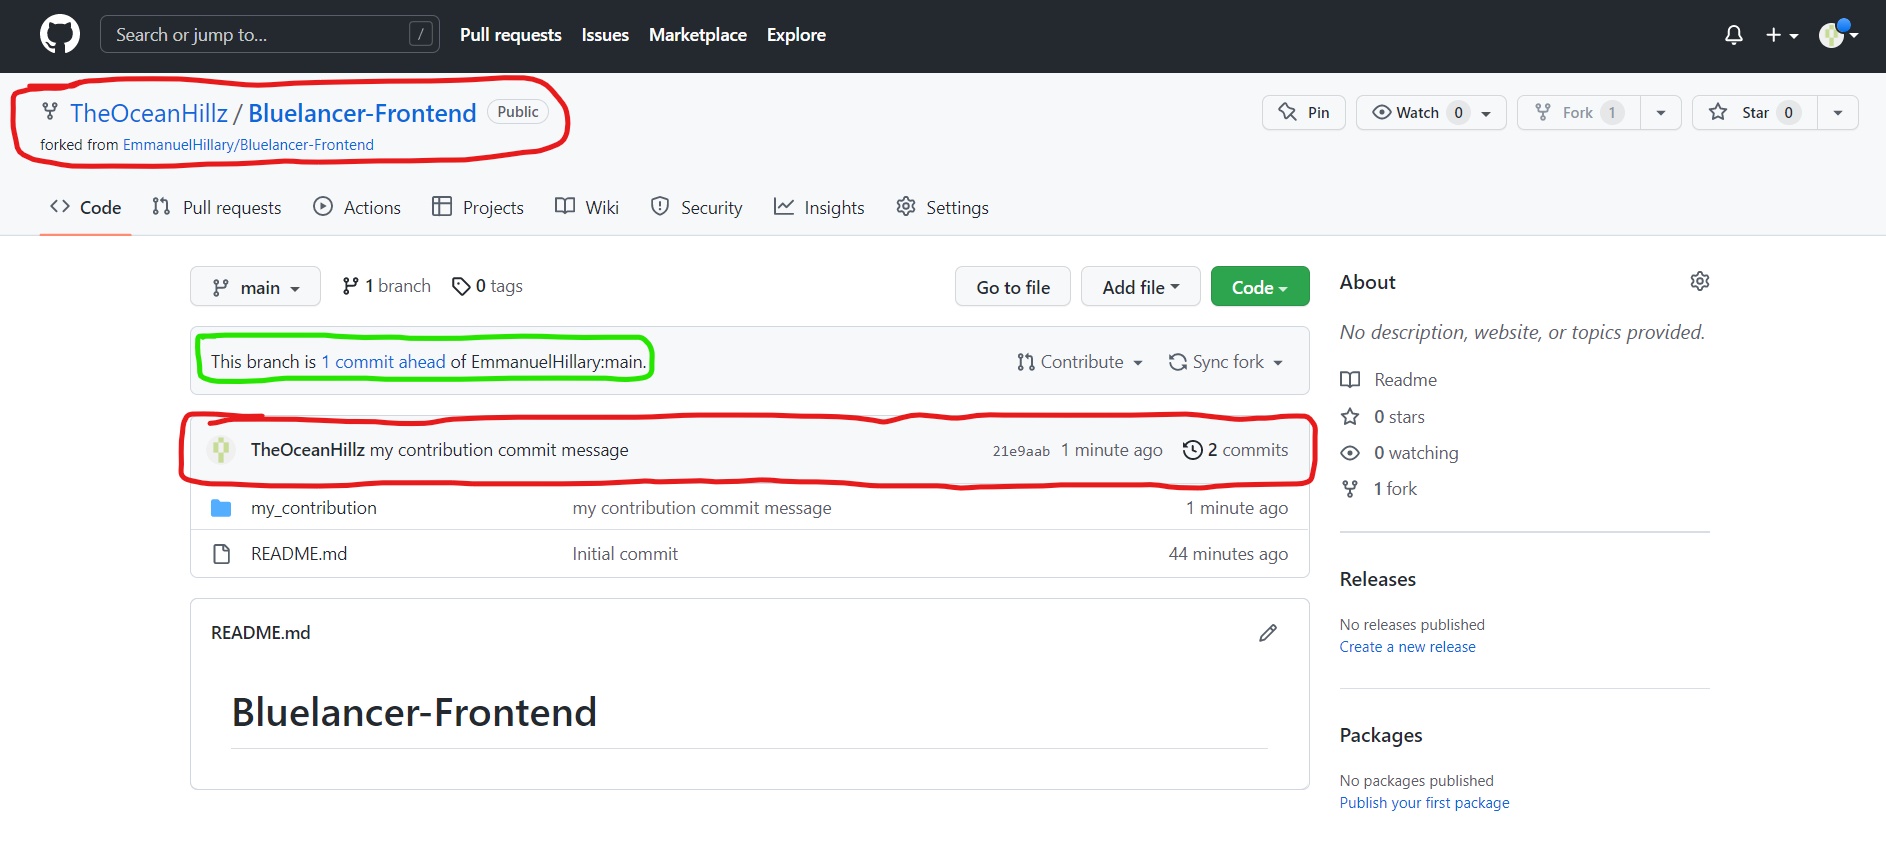 Search or jump to... / Pull requests Issues Marketplace Explore
TheOceanHillz / Bluelancer-Frontend Public
forked from EmmanuelHillary/Bluelancer-Frontend
Pin Watch 0 Fork 1 Star 0
Code Pull requests Actions Projects Wiki Security Insights Settings
main 1 branch 0 tags Go to file Add file Code
This branch is 1 commit ahead of EmmanuelHillary:main. Contribute Sync fork
TheOceanHillz my contribution commit message 21e9aab 1 minute ago 2 commits
my_contribution my contribution commit message 1 minute ago
README.md Initial commit 44 minutes ago
README.md
Bluelancer-Frontend
About
No description, website, or topics provided.
Readme
0 stars
0 watching
1 fork
Releases
No releases published
Create a new release
Packages
No packages published
Publish your first package